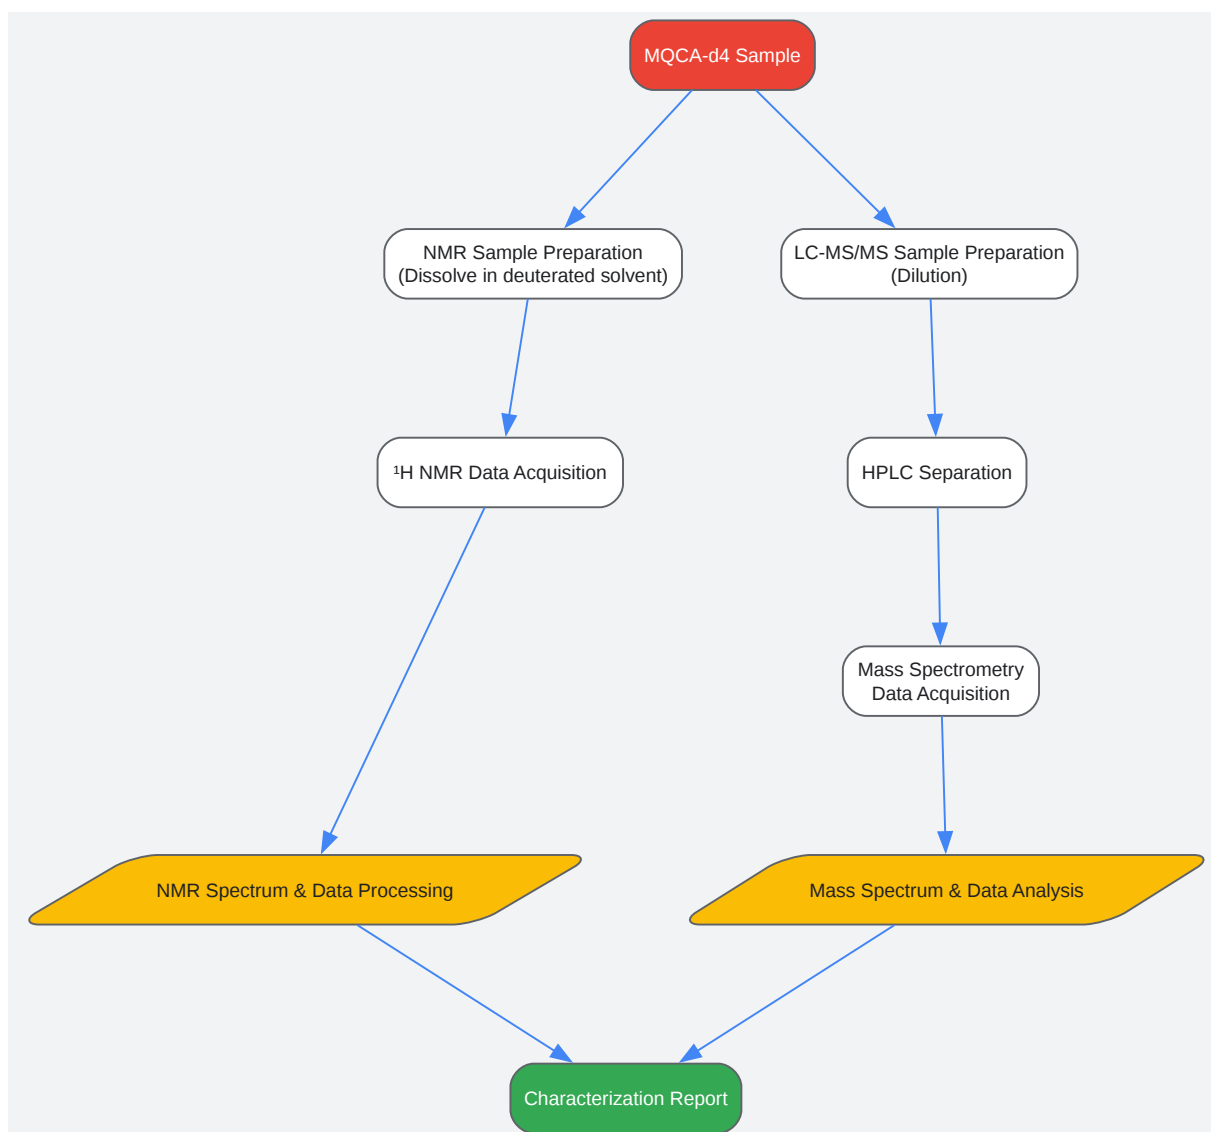 MQCA-d4 Sample
NMR Sample Preparation
(Dissolve in deuterated solvent)
LC-MS/MS Sample Preparation
(Dilution)
¹H NMR Data Acquisition
HPLC Separation
Mass Spectrometry
Data Acquisition
NMR Spectrum & Data Processing
Mass Spectrum & Data Analysis
Characterization Report